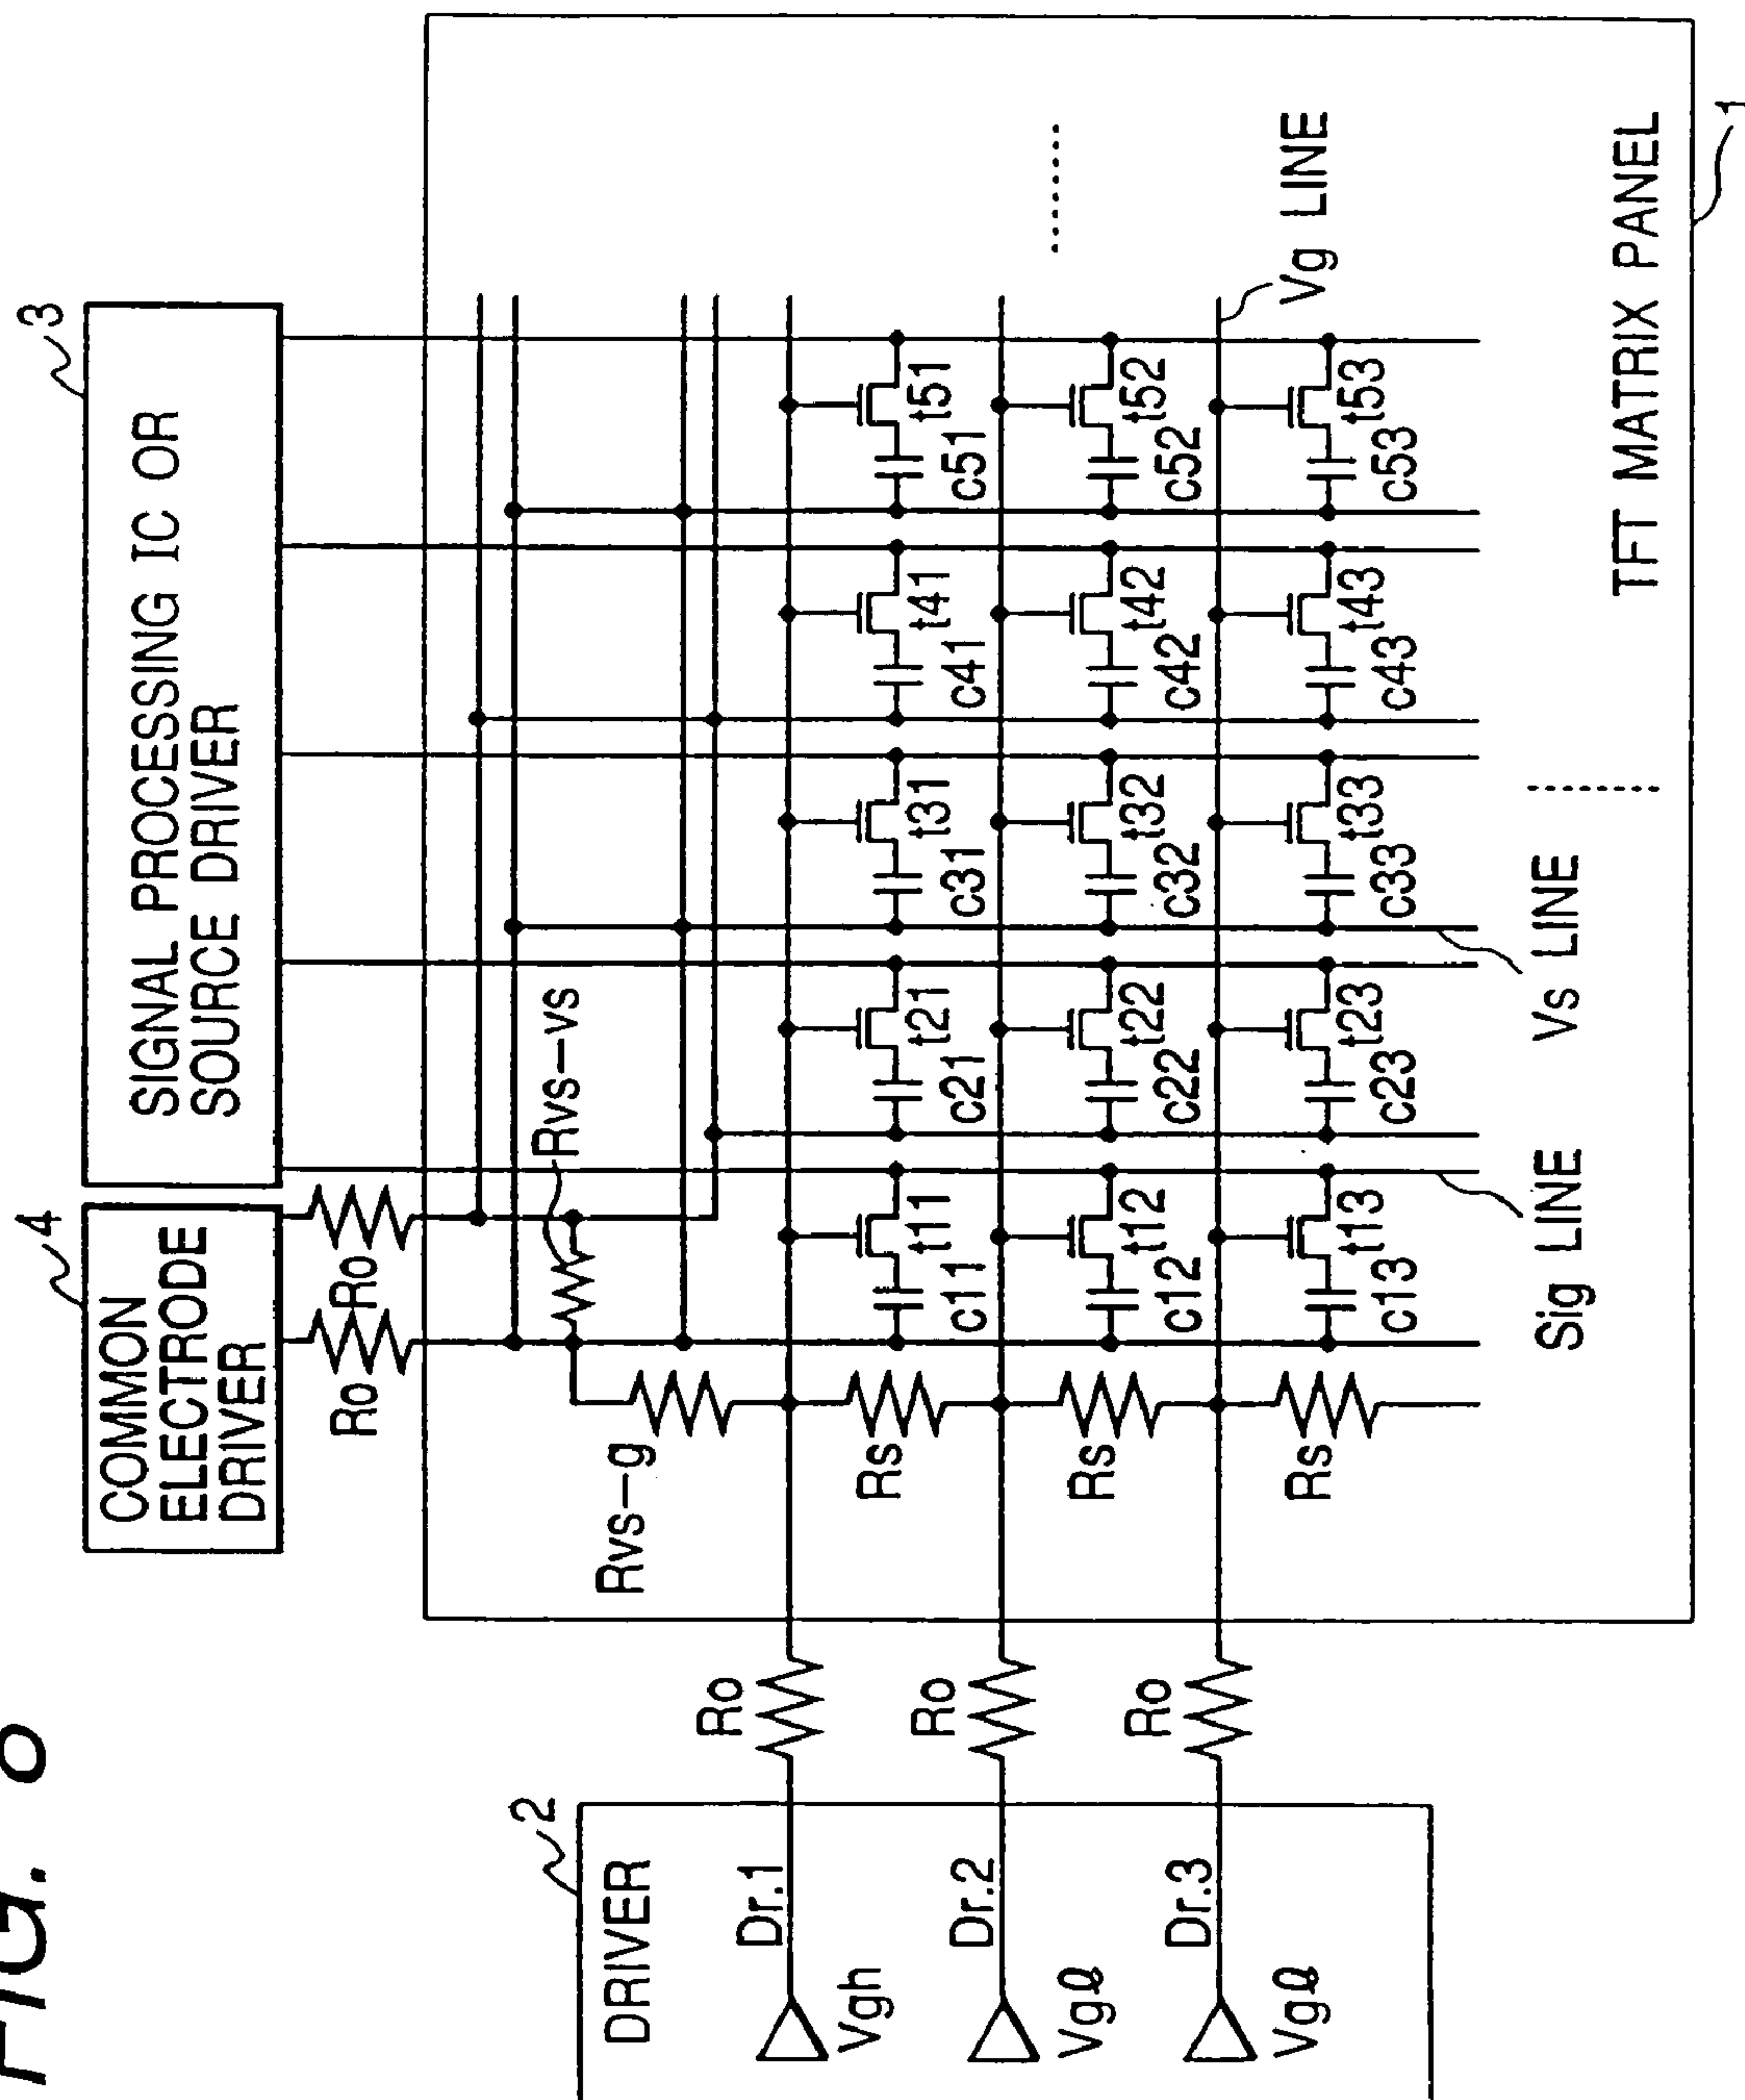 FIG.
4
3
COMMON
ELECTRODE
DRIVER
SIGNAL PROCESSING IC OR
SOURCE DRIVER
Ro
Ro
2
Rvs-vs
DRIVER
Rvs-g
Dr.1
Ro
Vgh
Rs
c11
t11
c21
t21
c31
t31
c41
t41
c51
t51
Dr.2
Ro
Vgℓ
Rs
c12
t12
c22
t22
c32
t32
c42
t42
c52
t52
Dr.3
Ro
Vgℓ
Rs
c13
t13
c23
t23
c33
t33
c43
t43
c53
t53
Vg LINE
Sig LINE
Vs LINE
TFT MATRIX PANEL
1